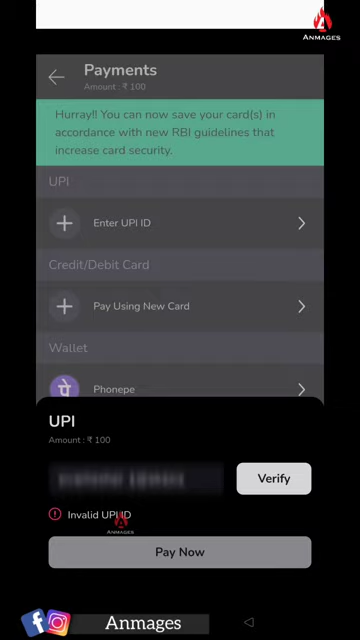 ANMAGES
Payments
Amount : ₹ 100
Hurray!! You can now save your card(s) in
accordance with new RBI guidelines that
increase card security.
UPI
Enter UPI ID
Credit/Debit Card
Pay Using New Card
Wallet
पे
Phonepe
UPI
Amount : ₹ 100
Verify
Invalid UPI ID
ANMAGES
Pay Now
Anmages